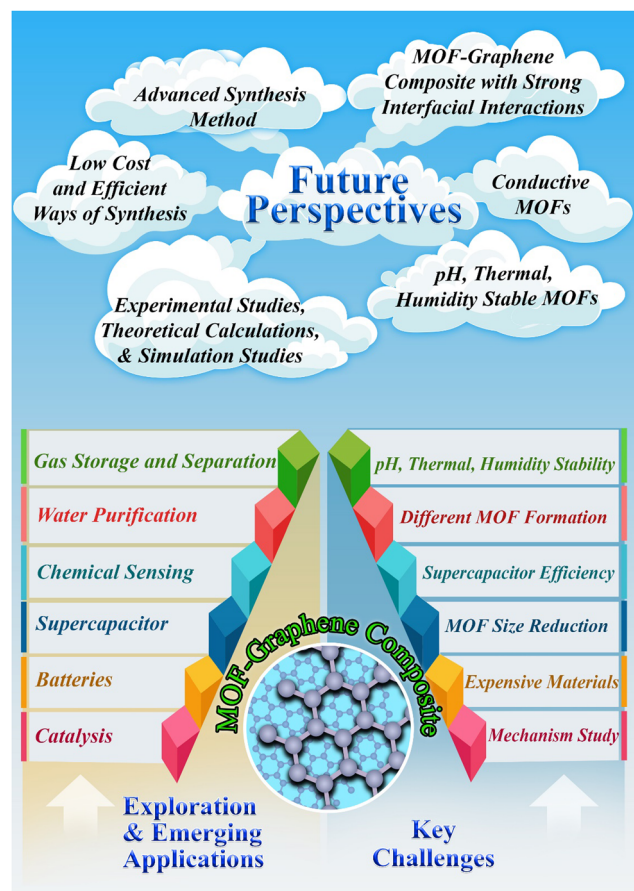 Advanced Synthesis
Method
MOF-Graphene
Composite with Strong
Interfacial Interactions
Low Cost
and Efficient
Ways of Synthesis
Future
Perspectives
Conductive
MOFs
Experimental Studies,
Theoretical Calculations,
& Simulation Studies
pH, Thermal,
Humidity Stable MOFs
Gas Storage and Separation
Water Purification
Chemical Sensing
Supercapacitor
Batteries
Catalysis
pH, Thermal, Humidity Stability
Different MOF Formation
Supercapacitor Efficiency
MOF Size Reduction
Expensive Materials
Mechanism Study
MOF-Graphene Composite
Exploration
& Emerging
Applications
Key
Challenges